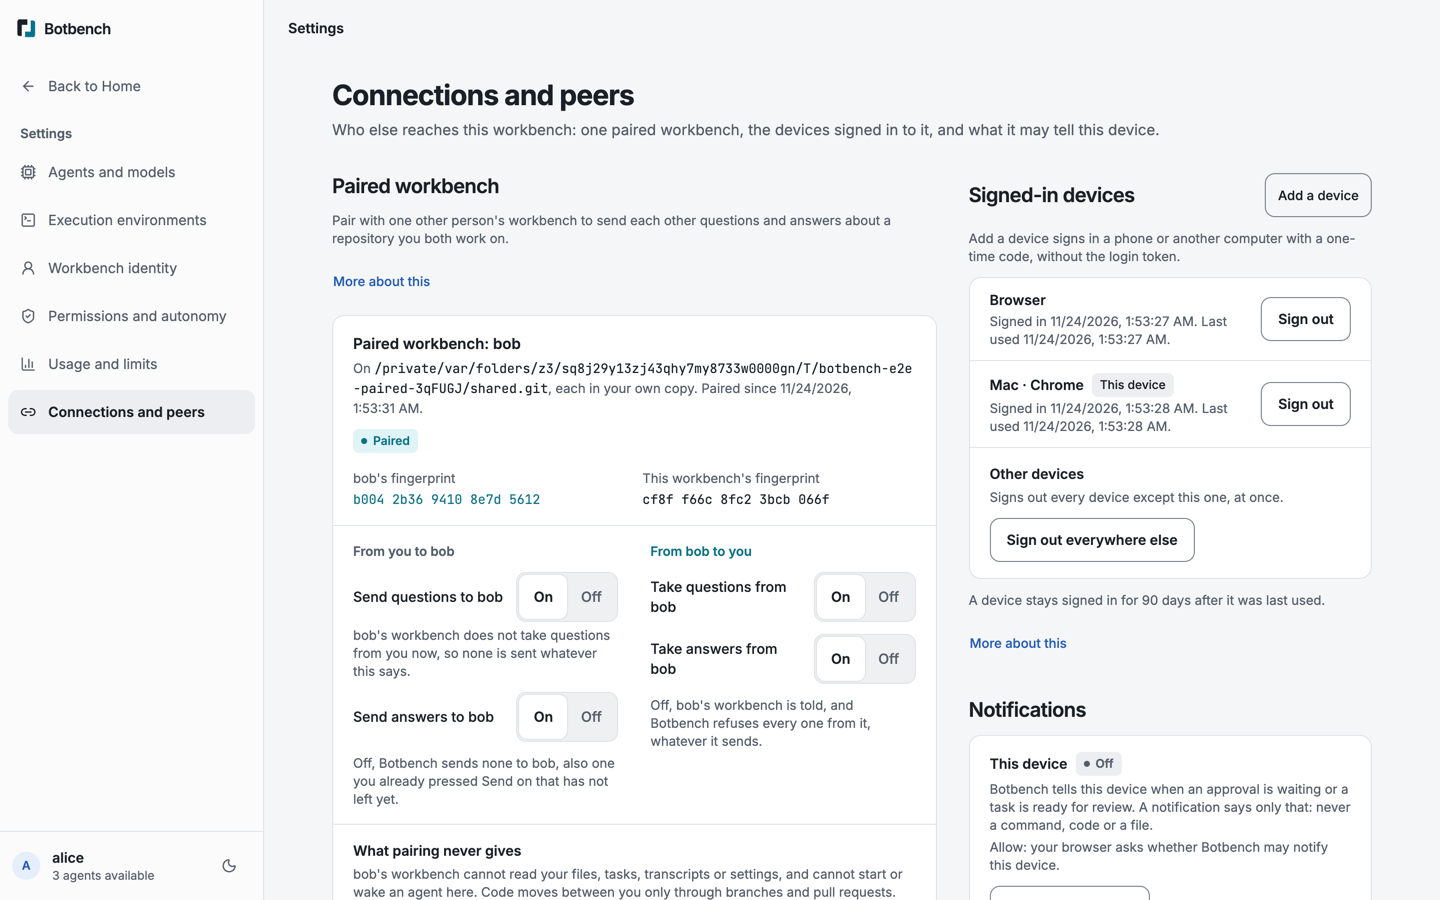 Botbench
Back to Home
Settings
Agents and models
Execution environments
Workbench identity
Permissions and autonomy
Usage and limits
Connections and peers
A
alice
3 agents available
Settings
Connections and peers
Who else reaches this workbench: one paired workbench, the devices signed in to it, and what it may tell this device.
Paired workbench
Pair with one other person's workbench to send each other questions and answers about a
repository you both work on.
More about this
Paired workbench: bob
On /private/var/folders/z3/sq8j29y13zj43qhy7my8733w0000gn/T/botbench-e2e
-paired-3qFUGJ/shared.git, each in your own copy. Paired since 11/24/2026,
1:53:31 AM.
Paired
bob's fingerprint
b004 2b36 9410 8e7d 5612
This workbench's fingerprint
cf8f f66c 8fc2 3bcb 066f
From you to bob
Send questions to bob
On Off
bob's workbench does not take questions
from you now, so none is sent whatever
this says.
Send answers to bob
On Off
Off, Botbench sends none to bob, also one
you already pressed Send on that has not
left yet.
From bob to you
Take questions from
bob
On Off
Take answers from
bob
On Off
Off, bob's workbench is told, and
Botbench refuses every one from it,
whatever it sends.
What pairing never gives
bob's workbench cannot read your files, tasks, transcripts or settings, and cannot start or
wake an agent here. Code moves between you only through branches and pull requests.
Signed-in devices
Add a device
Add a device signs in a phone or another computer with a one-
time code, without the login token.
Browser
Signed in 11/24/2026, 1:53:27 AM. Last
used 11/24/2026, 1:53:27 AM.
Sign out
Mac · Chrome
This device
Signed in 11/24/2026, 1:53:28 AM. Last
used 11/24/2026, 1:53:28 AM.
Sign out
Other devices
Signs out every device except this one, at once.
Sign out everywhere else
A device stays signed in for 90 days after it was last used.
More about this
Notifications
This device
Off
Botbench tells this device when an approval is waiting or a
task is ready for review. A notification says only that: never
a command, code or a file.
Allow: your browser asks whether Botbench may notify
this device.